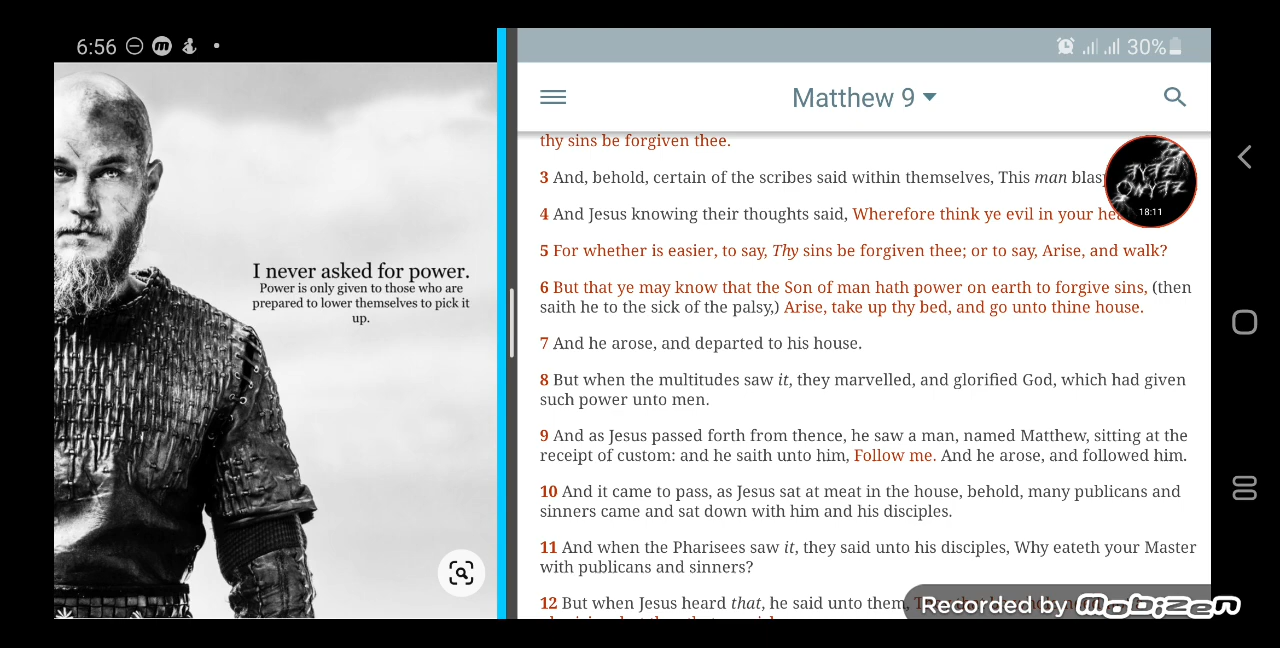 6:56
30%
I never asked for power.
Power is only given to those who are
prepared to lower themselves to pick it
up.
Matthew 9
thy sins be forgiven thee.
3 And, behold, certain of the scribes said within themselves, This man
4 And Jesus knowing their thoughts said, Wherefore think ye evil in your
5 For whether is easier, to say, Thy sins be forgiven thee; or to say, Arise, and walk?
6 But that ye may know that the Son of man hath power on earth to forgive sins, (then
saith he to the sick of the palsy,) Arise, take up thy bed, and go unto thine house.
7 And he arose, and departed to his house.
8 But when the multitudes saw it, they marvelled, and glorified God, which had given
such power unto men.
9 And as Jesus passed forth from thence, he saw a man, named Matthew, sitting at the
receipt of custom: and he saith unto him, Follow me. And he arose, and followed him.
10 And it came to pass, as Jesus sat at meat in the house, behold, many publicans and
sinners came and sat down with him and his disciples.
11 And when the Pharisees saw it, they said unto his disciples, Why eateth your Master
with publicans and sinners?
12 But when Jesus heard that, he said unto them,
18:11
Recorded by Mobizen